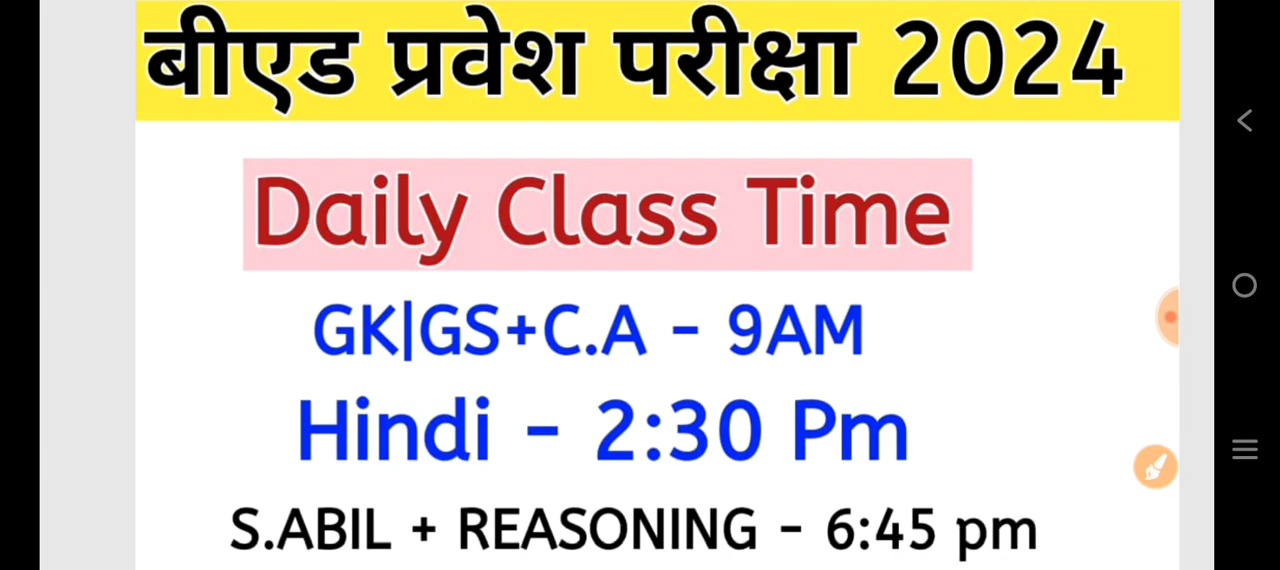 बीएड प्रवेश परीक्षा 2024
Daily Class Time
GK|GS+C.A - 9AM
Hindi - 2:30 Pm
S.ABIL + REASONING - 6:45 pm